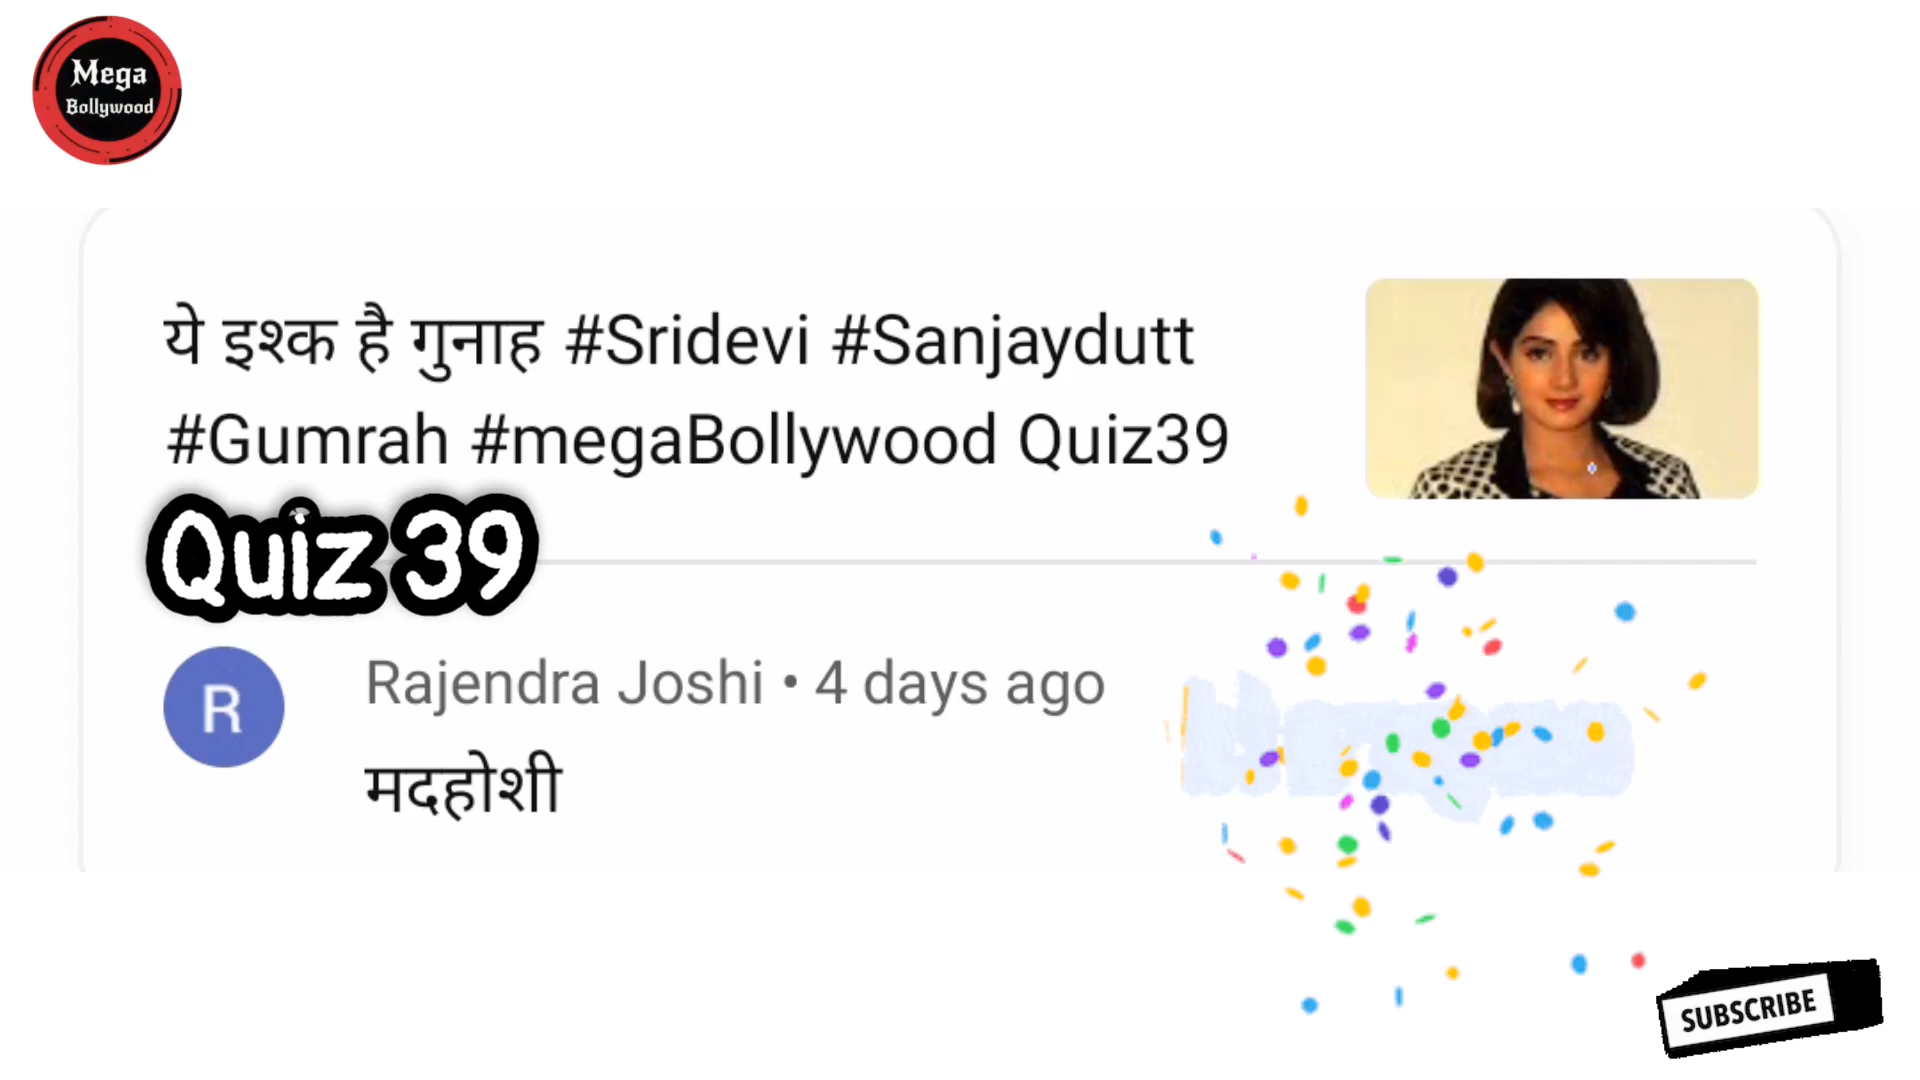 Mega
Bollywood
ये इश्क है गुनाह #Sridevi #Sanjaydutt
#Gumrah #megaBollywood Quiz39
Quiz 39
R
Rajendra Joshi • 4 days ago
मदहोशी
SUBSCRIBE